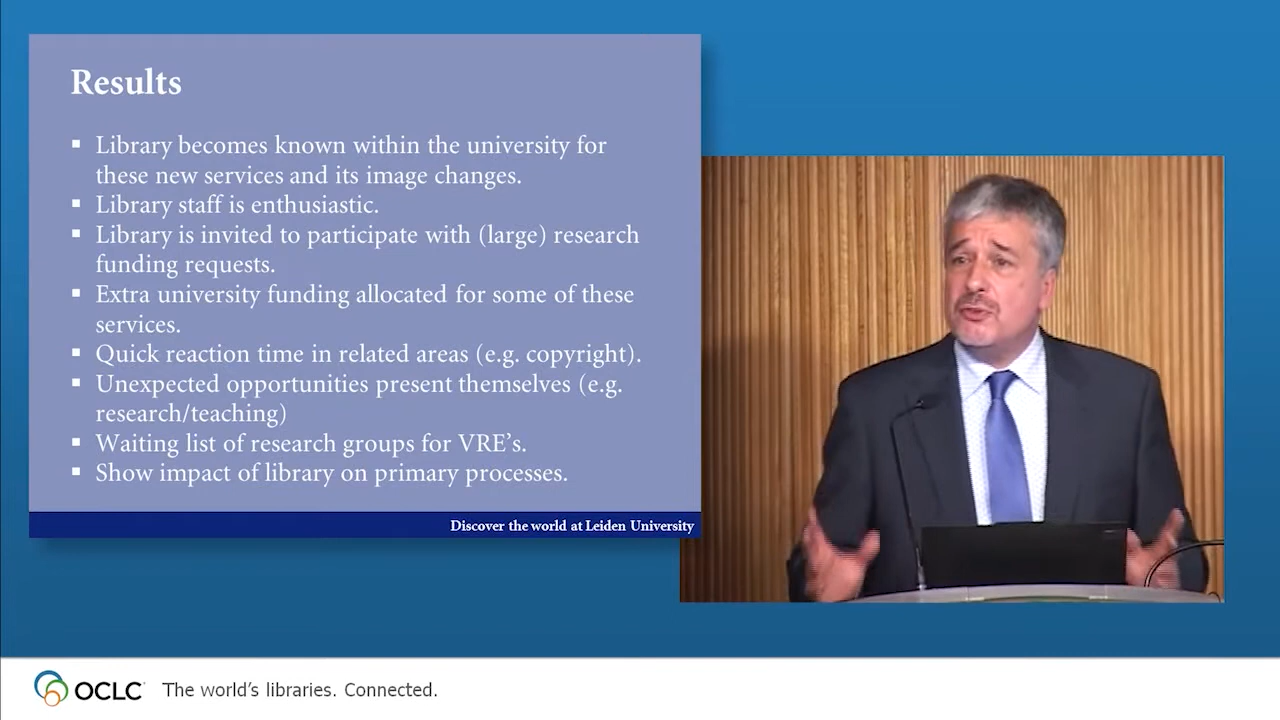 Results
▪ Library becomes known within the university for
these new services and its image changes.
▪ Library staff is enthusiastic.
▪ Library is invited to participate with (large) research
funding requests.
▪ Extra university funding allocated for some of these
services.
▪ Quick reaction time in related areas (e.g. copyright).
▪ Unexpected opportunities present themselves (e.g.
research/teaching)
▪ Waiting list of research groups for VRE’s.
▪ Show impact of library on primary processes.
Discover the world at Leiden University
OCLC The world’s libraries. Connected.